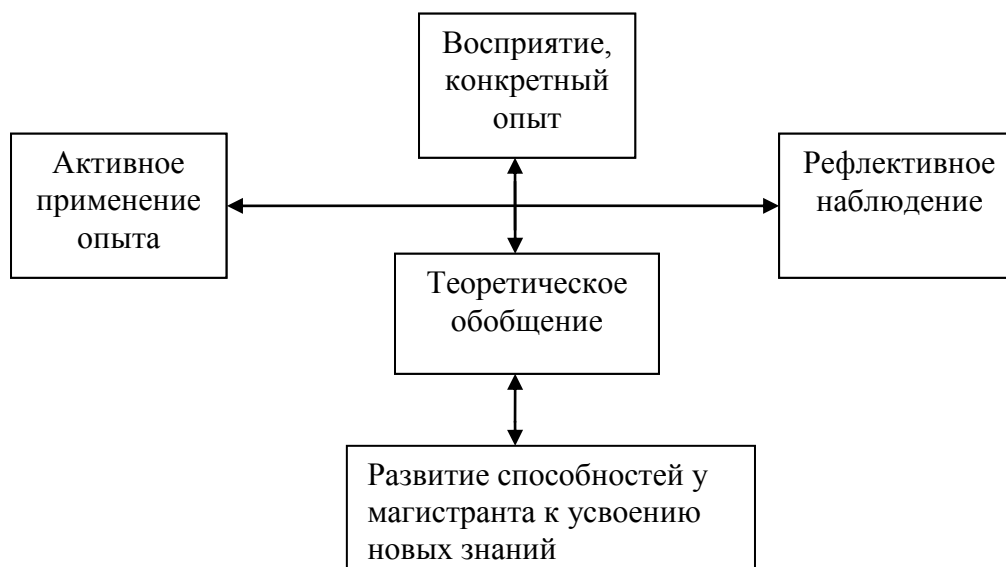 Восприятие,
конкретный
опыт
Активное
применение
опыта
Рефлективное
наблюдение
Теоретическое
обобщение
Развитие способностей у
магистранта к усвоению
новых знаний